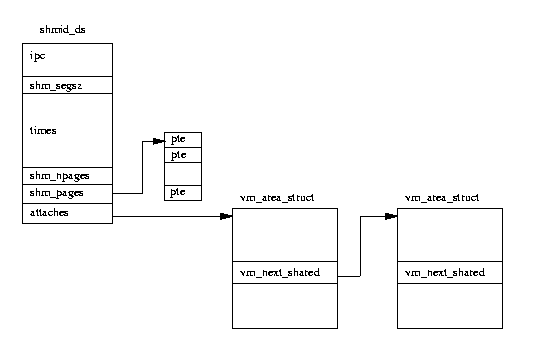 shmid_ds
ipc
shm_segsz
times
shm_npages
shm_pages
attaches
pte
pte
pte
vm_area_struct
vm_next_shared
vm_area_struct
vm_next_shared